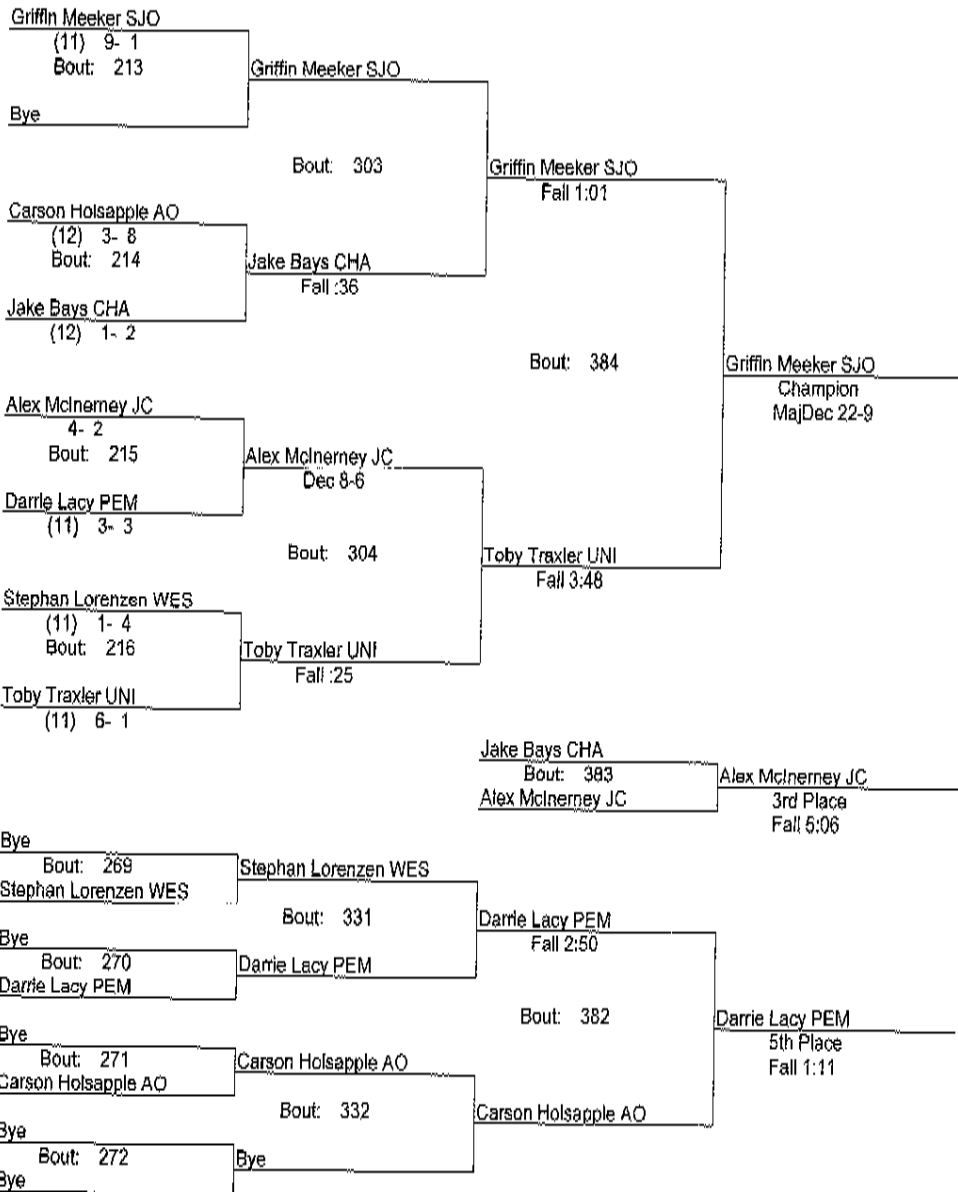 Griffin Meeker SJO
(11) 9- 1
Bout: 213
Griffin Meeker SJO
Bye
Bout: 303
Griffin Meeker SJO
Fall 1:01
Carson Holsapple AO
(12) 3- 8
Bout: 214
Jake Bays CHA
Fall :36
Jake Bays CHA
(12) 1- 2
Bout: 384
Griffin Meeker SJO
Champion
MajDec 22-9
Alex McInerney JC
4- 2
Bout: 215
Alex McInerney JC
Dec 8-6
Darrie Lacy PEM
(11) 3- 3
Bout: 304
Toby Traxler UNI
Fall 3:48
Stephan Lorenzen WES
(11) 1- 4
Bout: 216
Toby Traxler UNI
Fall :25
Toby Traxler UNI
(11) 6- 1
Jake Bays CHA
Bout: 383
Alex McInerney JC
Alex McInerney JC
3rd Place
Fall 5:06
Bye
Bout: 269
Stephan Lorenzen WES
Stephan Lorenzen WES
Bout: 331
Darrie Lacy PEM
Fall 2:50
Bye
Bout: 270
Darrie Lacy PEM
Darrie Lacy PEM
Bout: 382
Darrie Lacy PEM
5th Place
Fall 1:11
Bye
Bout: 271
Carson Holsapple AO
Carson Holsapple AO
Bout: 332
Carson Holsapple AO
Bye
Bout: 272
Bye
Bye